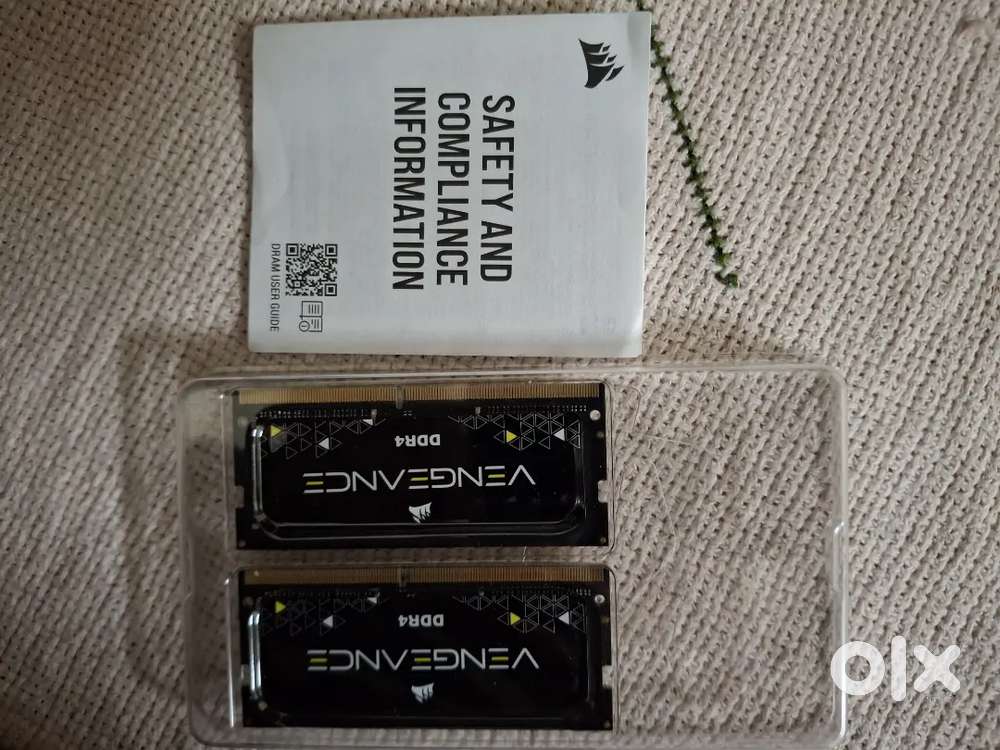 SAFETY AND
COMPLIANCE
INFORMATION
DRAM USER GUIDE
DDR4
VENGEANCE
DDR4
VENGEANCE
olx